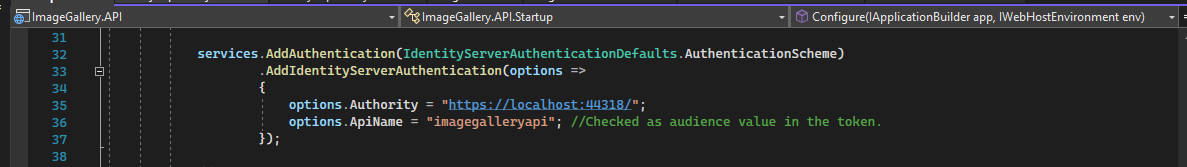 ImageGallery.API
ImageGallery.API.Startup
Configure(IApplicationBuilder app, IWebHostEnvironment env)
31
32 services.AddAuthentication(IdentityServerAuthenticationDefaults.AuthenticationScheme)
33 .AddIdentityServerAuthentication(options =>
34 {
35 options.Authority = "https://localhost:44318/";
36 options.ApiName = "imagegalleryapi"; //Checked as audience value in the token.
37 });
38